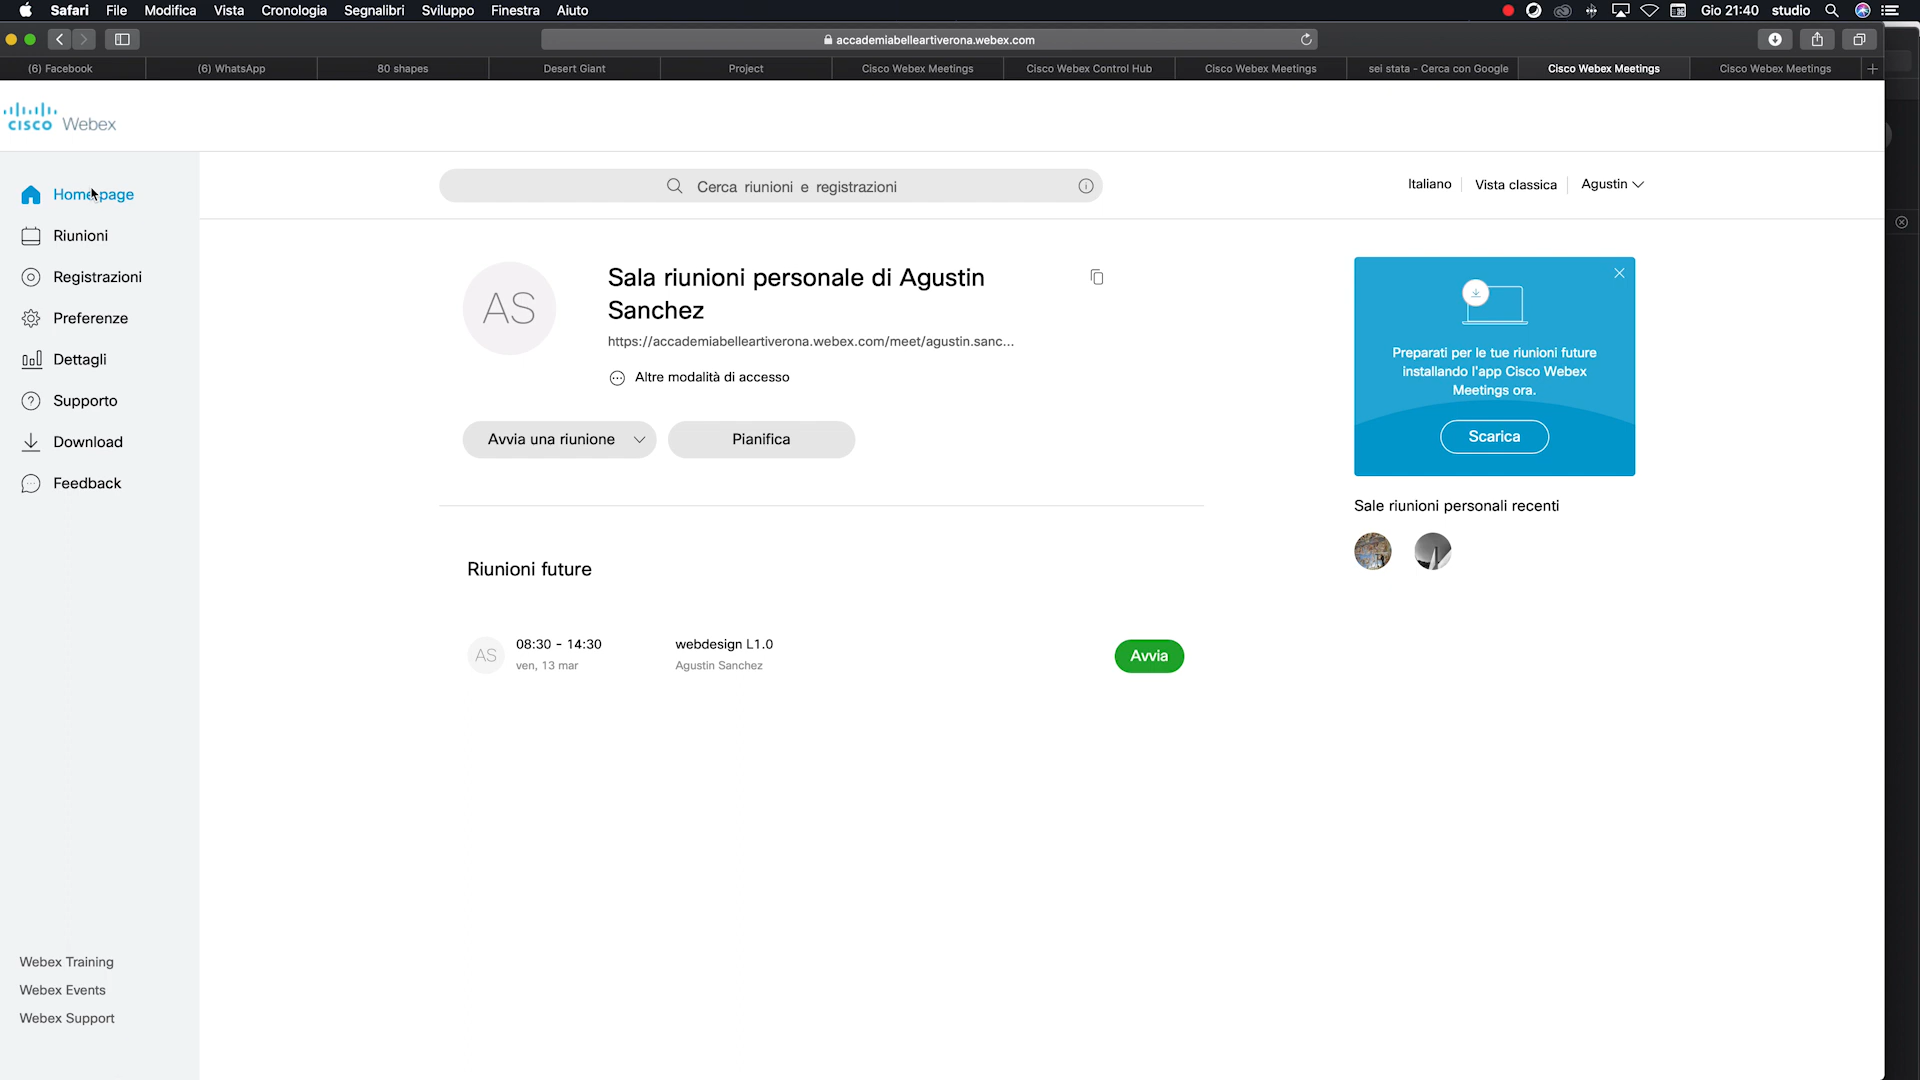 Safari File Modifica Vista Cronologia Segnalibri Sviluppo Finestra Aiuto Gio 21:40 studio
accademiabelleartiverona.webex.com
(6) Facebook (6) WhatsApp 80 shapes Desert Giant Project Cisco Webex Meetings Cisco Webex Control Hub Cisco Webex Meetings sei stata - Cerca con Google Cisco Webex Meetings Cisco Webex Meetings
CISCO Webex
Homepage
Riunioni
Registrazioni
Preferenze
Dettagli
Supporto
Download
Feedback
Webex Training
Webex Events
Webex Support
Cerca riunioni e registrazioni
Italiano Vista classica Agustin
AS
Sala riunioni personale di Agustin
Sanchez
https://accademiabelleartiverona.webex.com/meet/agustin.sanc...
Altre modalità di accesso
Avvia una riunione Pianifica
Riunioni future
AS 08:30 - 14:30 webdesign L1.0 Avvia
ven, 13 mar Agustin Sanchez
Preparati per le tue riunioni future
installando l'app Cisco Webex
Meetings ora.
Scarica
Sale riunioni personali recenti